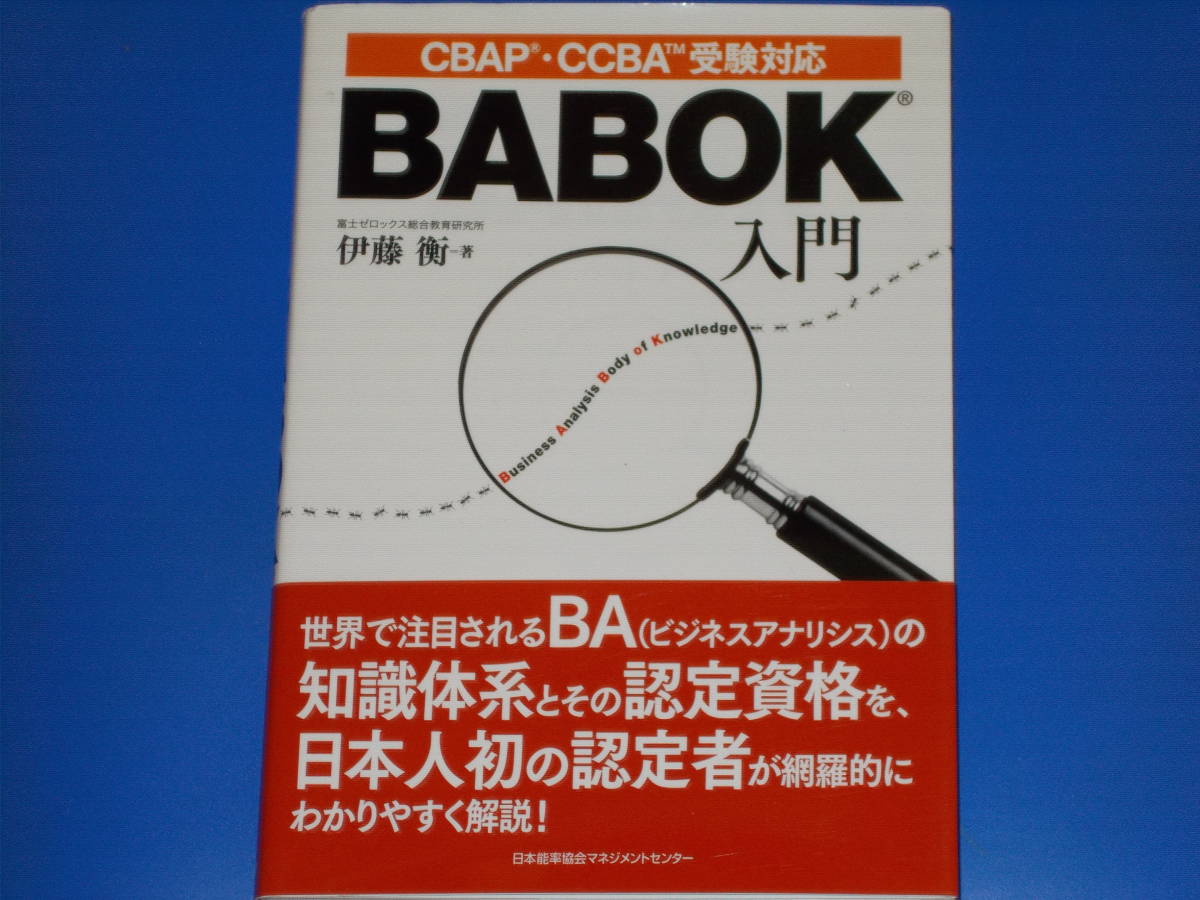 CBAP®・CCBA™受験対応
BABOK®
入門
富士ゼロックス総合教育研究所
伊藤 衡=著
Business Analysis Body of Knowledge
世界で注目されるBA(ビジネスアナリシス)の
知識体系とその認定資格を、
日本人初の認定者が網羅的に
わかりやすく解説!
日本能率協会マネジメントセンター